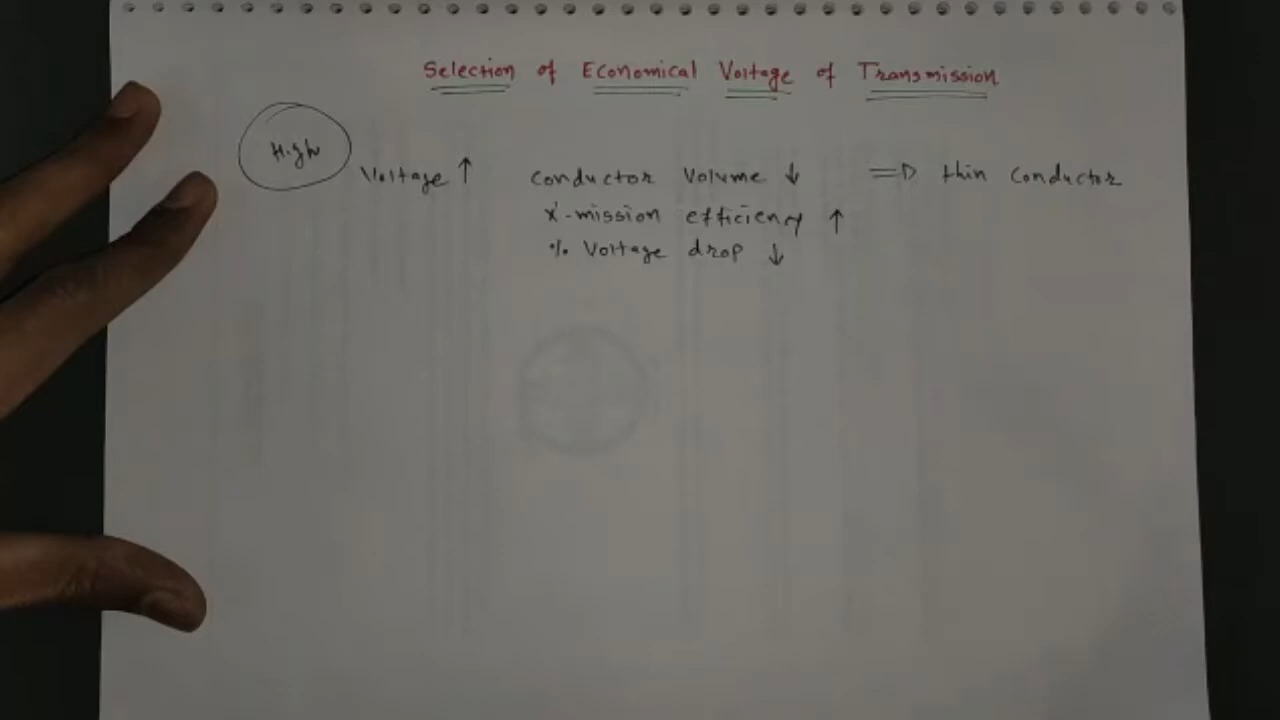 Selection of Economical Voltage of Transmission
High
Voltage ↑ Conductor Volume ↓ => thin Conductor
x'-mission efficiency ↑
% Voltage drop ↓